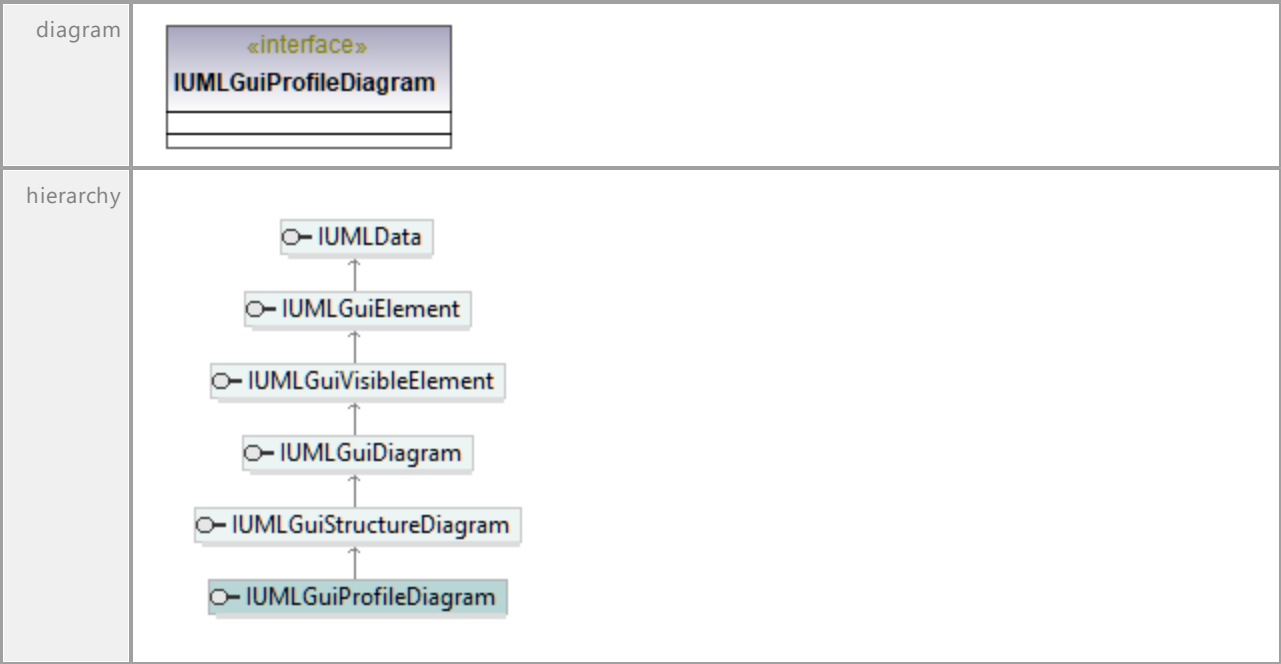 diagram
«interface»
IUMLGuiProfileDiagram
hierarchy
IUMLData
IUMLGuiElement
IUMLGuiVisibleElement
IUMLGuiDiagram
IUMLGuiStructureDiagram
IUMLGuiProfileDiagram